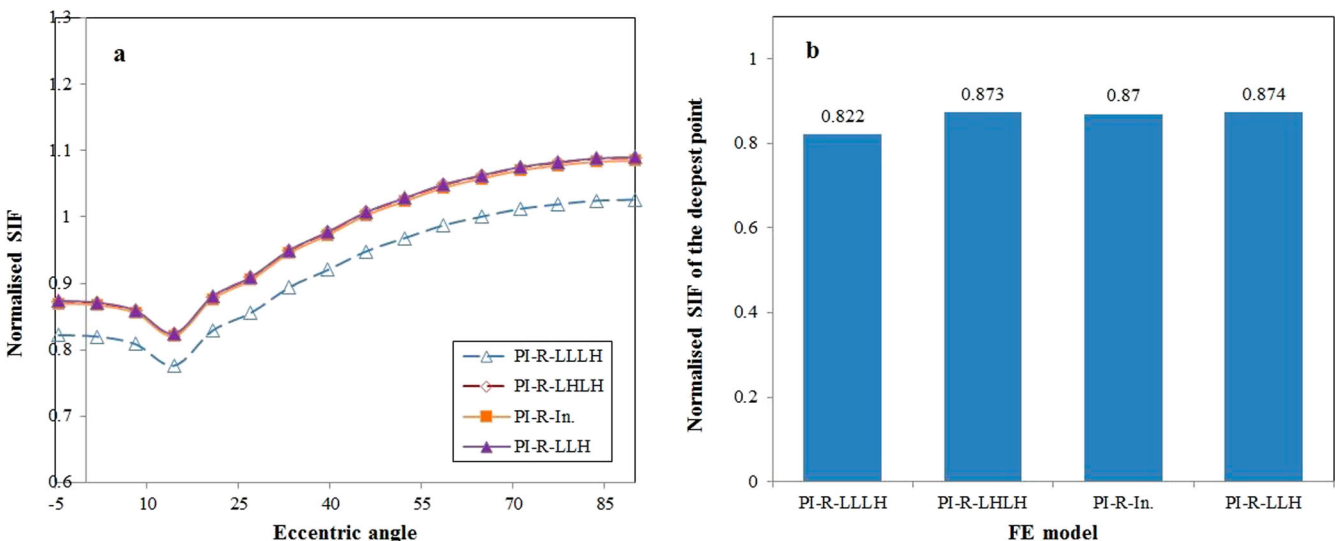 a
1.3
1.2
1.1
1
0.9
0.8
0.7
0.6
Normalised SIF
-5 10 25 40 55 70 85
Eccentric angle
PI-R-LLLH
PI-R-LHLH
PI-R-In.
PI-R-LLH
b
1
0.8
0.6
0.4
0.2
0
Normalised SIF of the deepest point
0.822 0.873 0.87 0.874
PI-R-LLLH PI-R-LHLH PI-R-In. PI-R-LLH
FE model